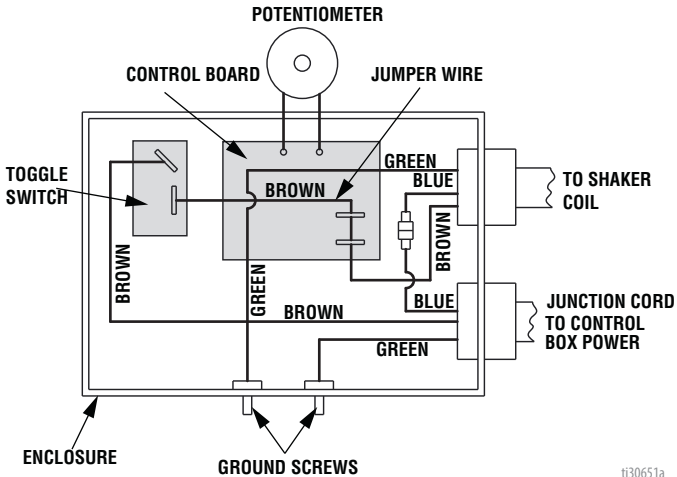 POTENTIOMETER
CONTROL BOARD
JUMPER WIRE
GREEN
BLUE
TO SHAKER
COIL
TOGGLE
SWITCH
BROWN
BROWN
BROWN
GREEN
BLUE
BROWN
GREEN
JUNCTION CORD
TO CONTROL
BOX POWER
ENCLOSURE
GROUND SCREWS
ti30651a